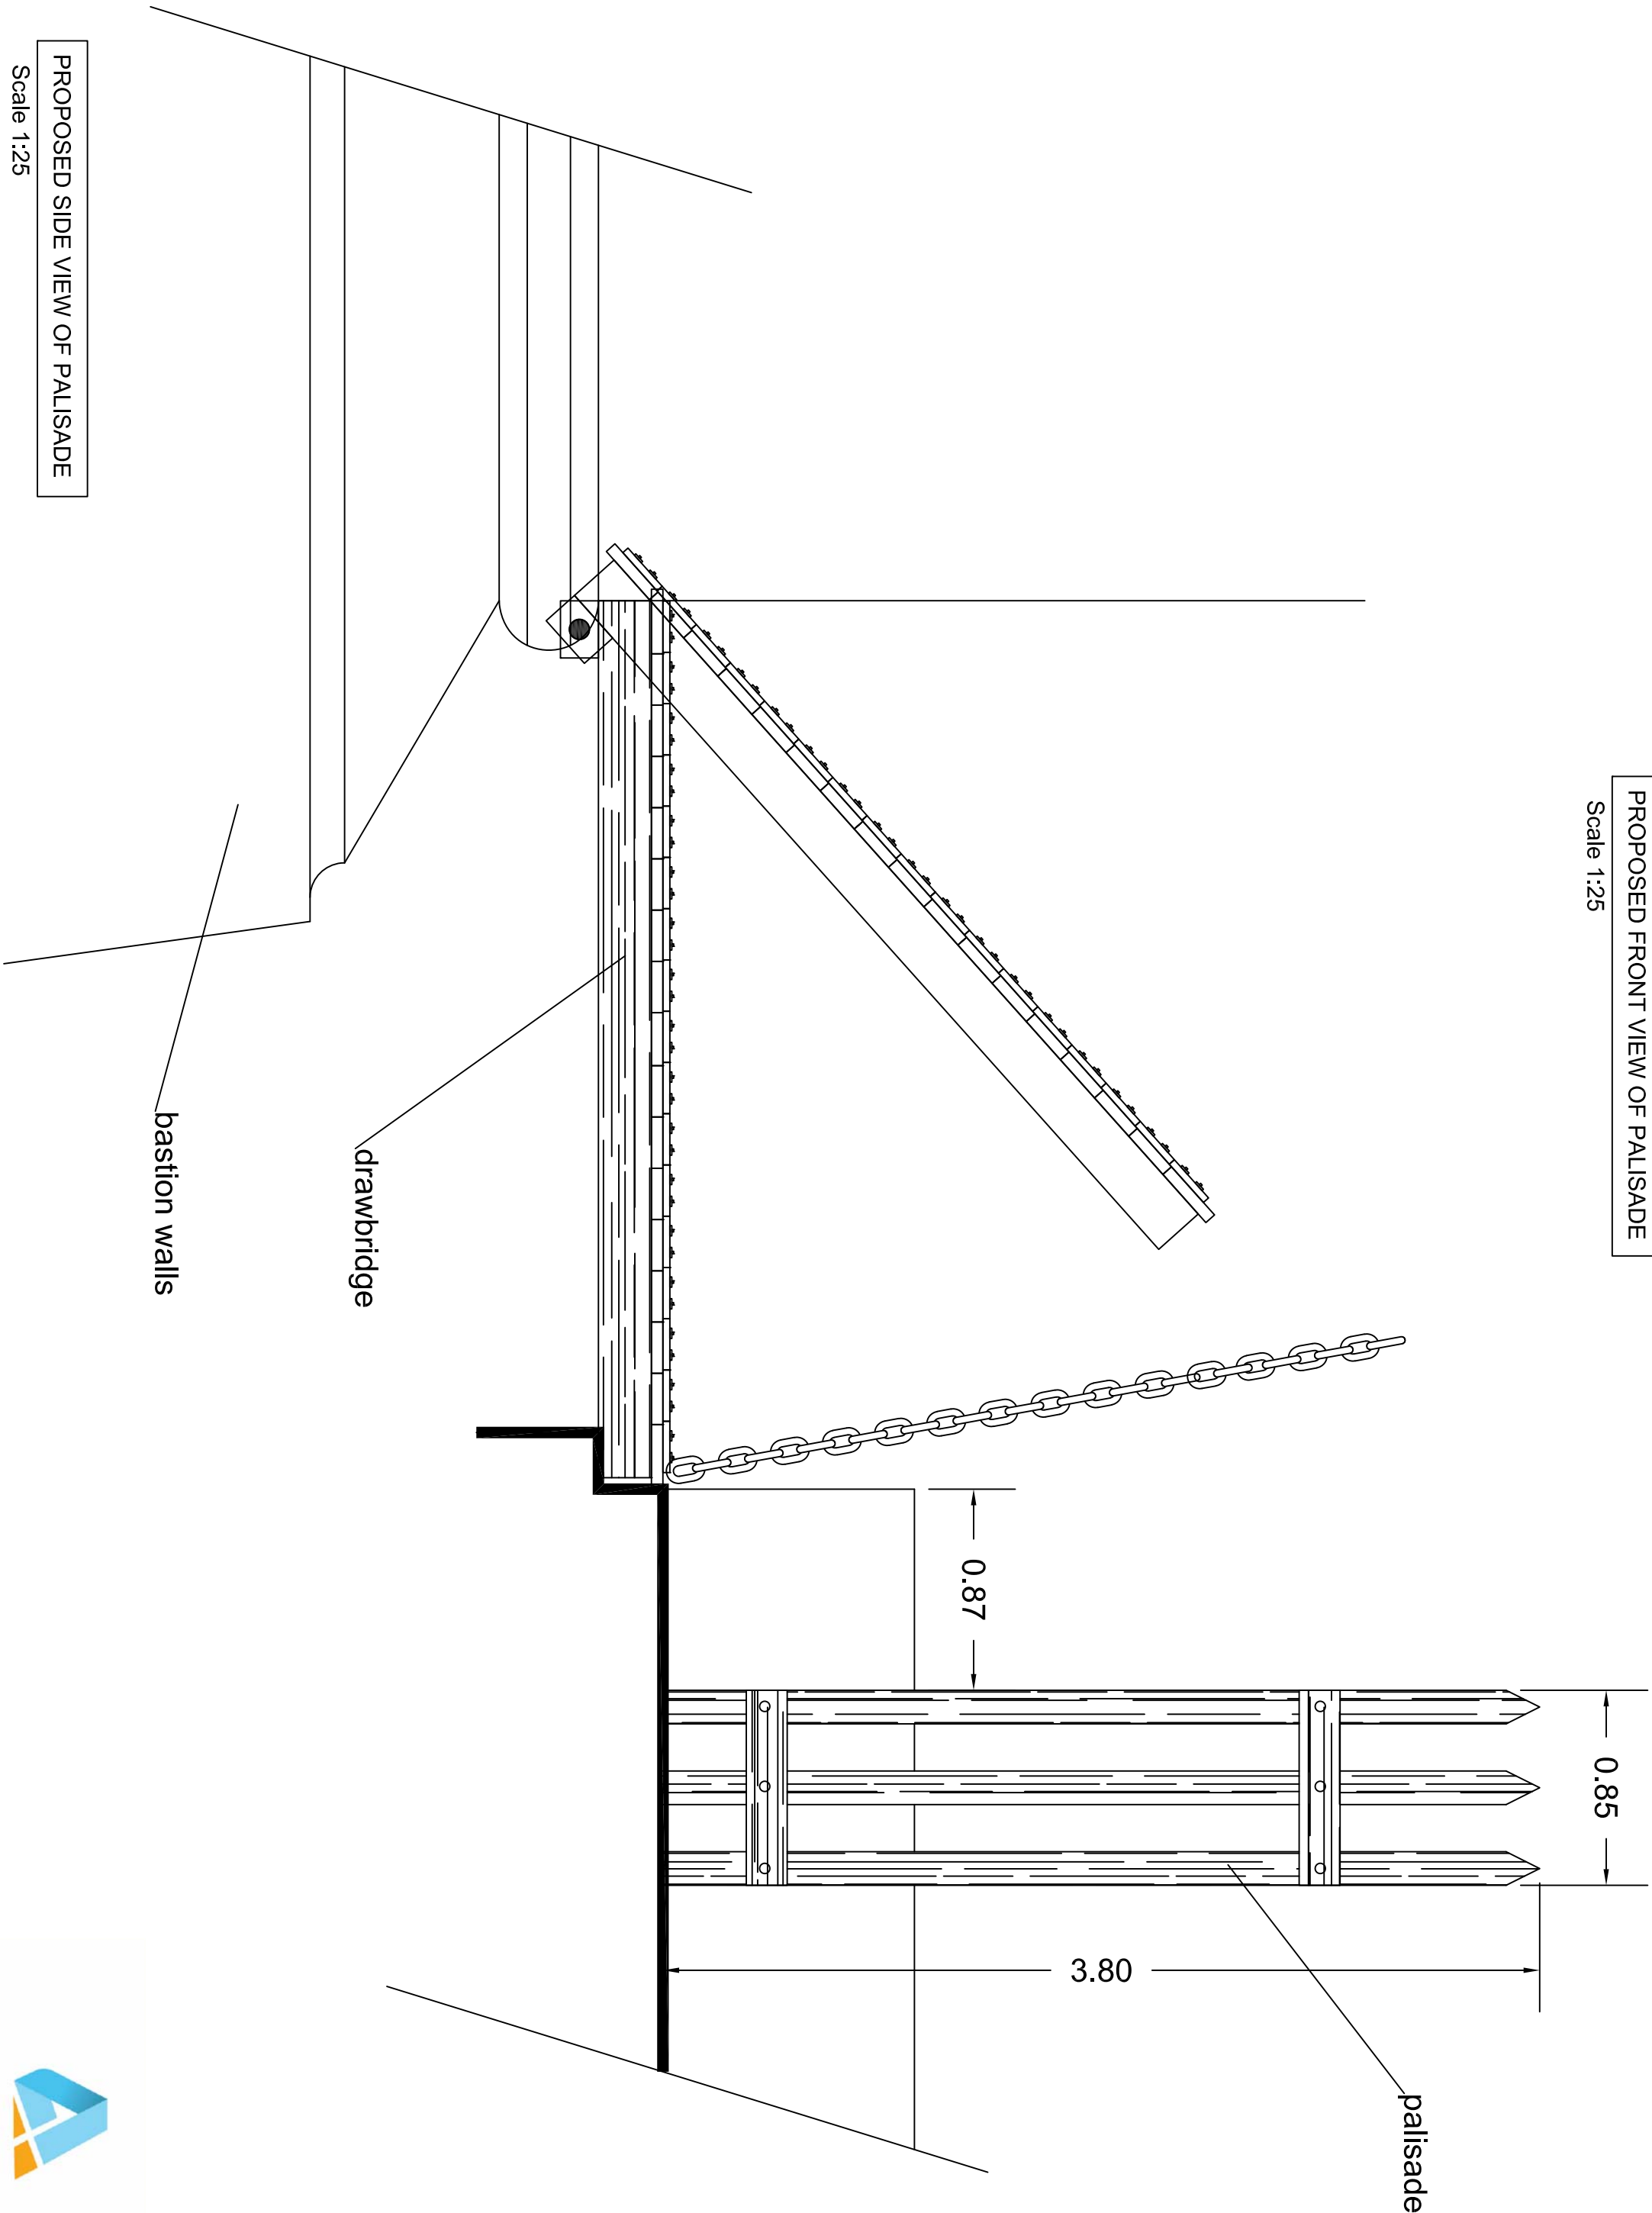 PROPOSED FRONT VIEW OF PALISADE
Scale 1:25
0.85
palisade
3.80
0.87
drawbridge
bastion walls
PROPOSED SIDE VIEW OF PALISADE
Scale 1:25